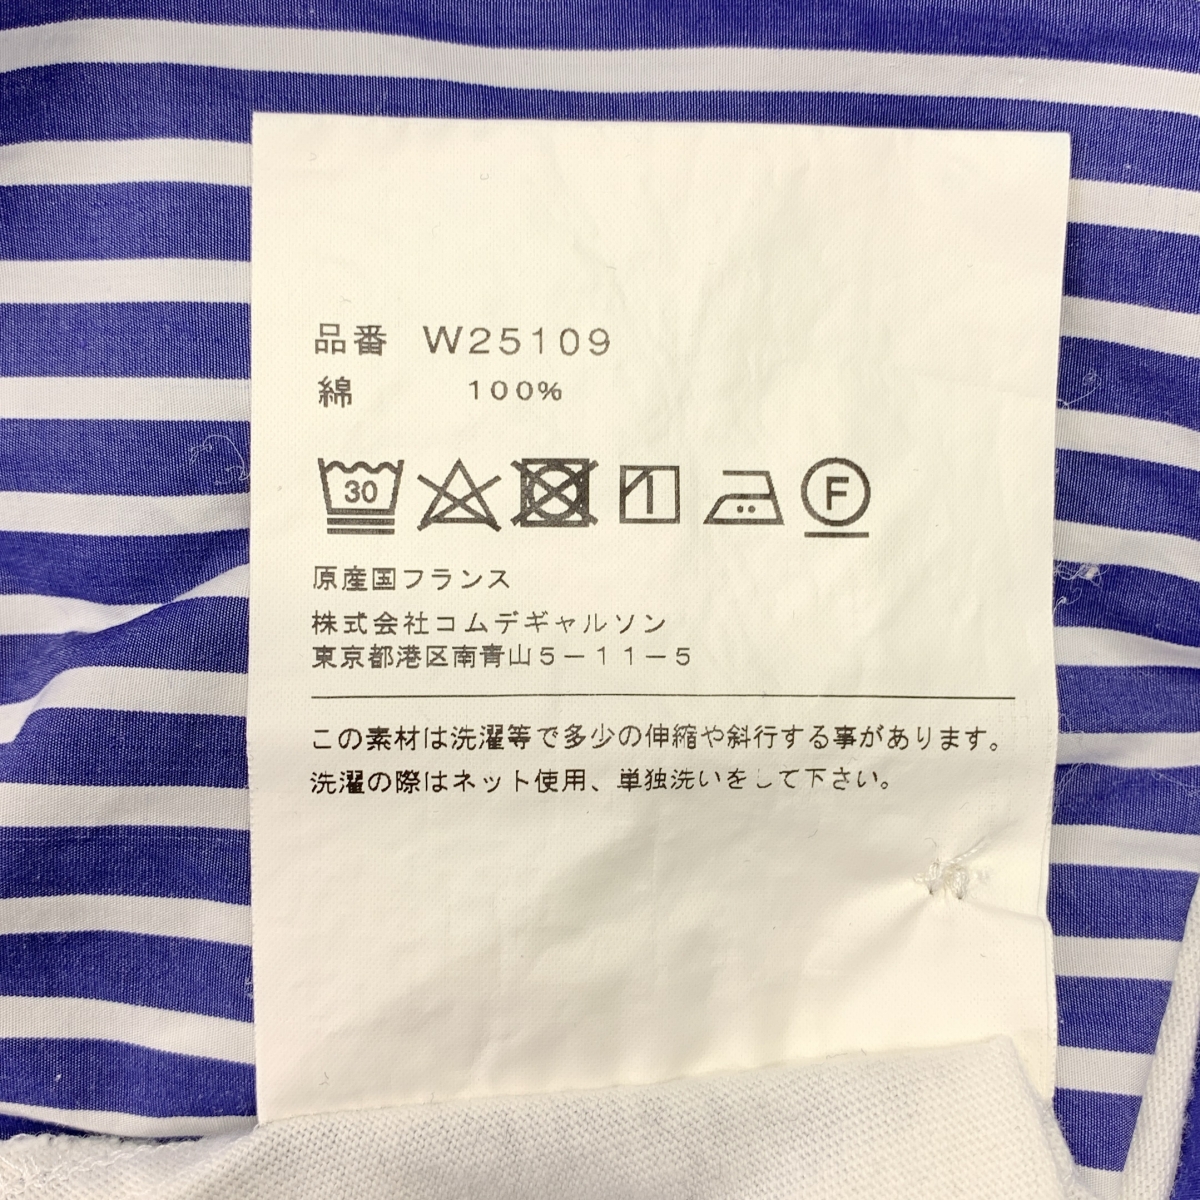 品番 W25109
綿 100%
30 F
原産国フランス
株式会社コムデギャルソン
東京都港区南青山5-11-5
この素材は洗濯等で多少の伸縮や斜行する事があります。
洗濯の際はネット使用、単独洗いをして下さい。